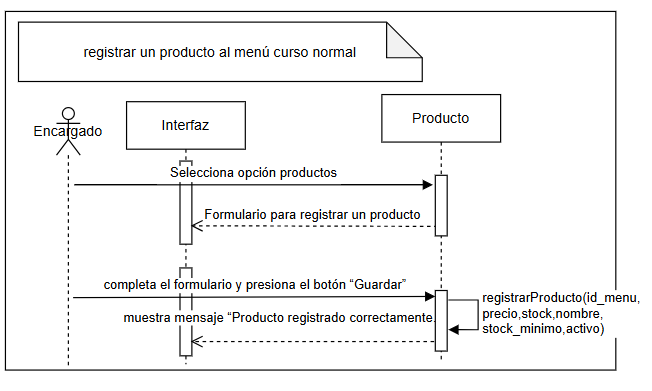 registrar un producto al menú curso normal
Encargado
Interfaz
Producto
Selecciona opción productos
Formulario para registrar un producto
completa el formulario y presiona el botón “Guardar”
registrarProducto(id_menu,
precio,stock,nombre,
stock_minimo,activo)
muestra mensaje “Producto registrado correctamente.